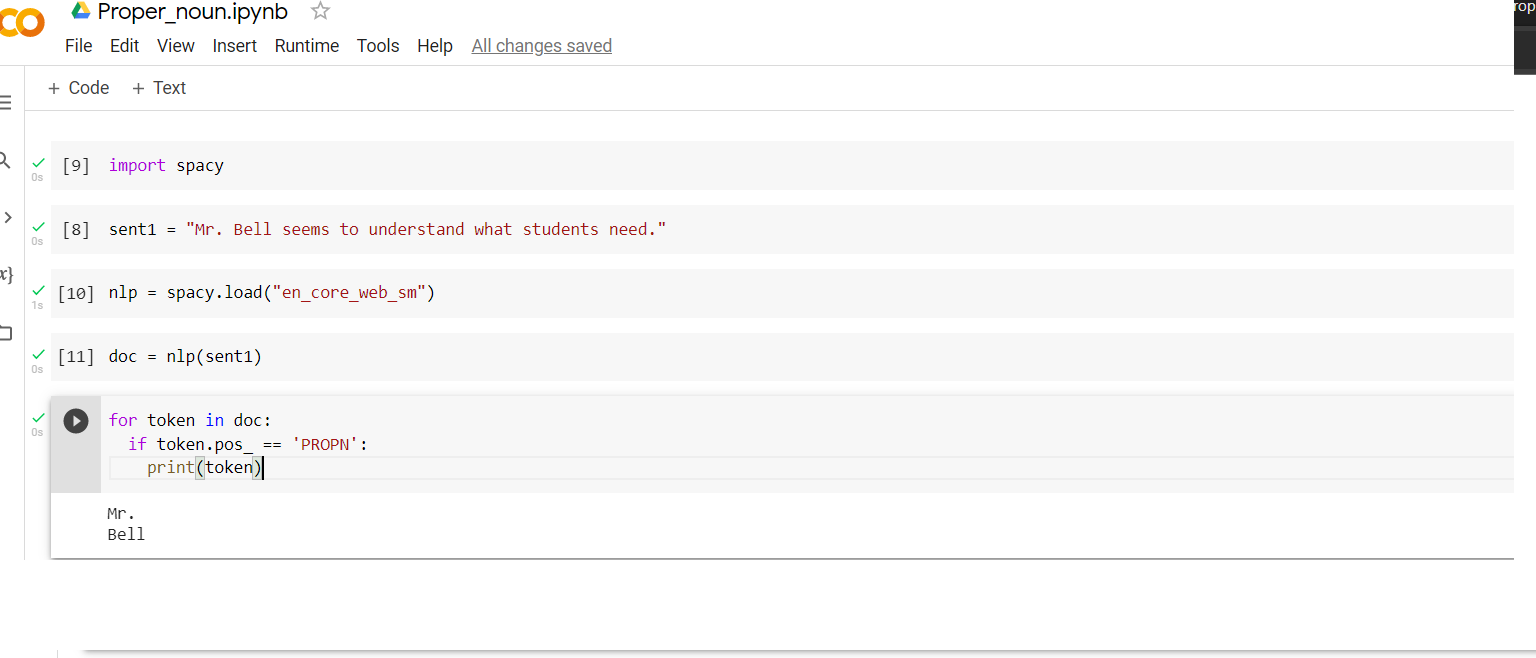 Proper_noun.ipynb
rop
File Edit View Insert Runtime Tools Help All changes saved
+ Code + Text
[9] import spacy
0s
[8] sent1 = "Mr. Bell seems to understand what students need."
0s
[10] nlp = spacy.load("en_core_web_sm")
1s
[11] doc = nlp(sent1)
0s
for token in doc:
0s
if token.pos_ == 'PROPN':
print(token)
Mr.
Bell